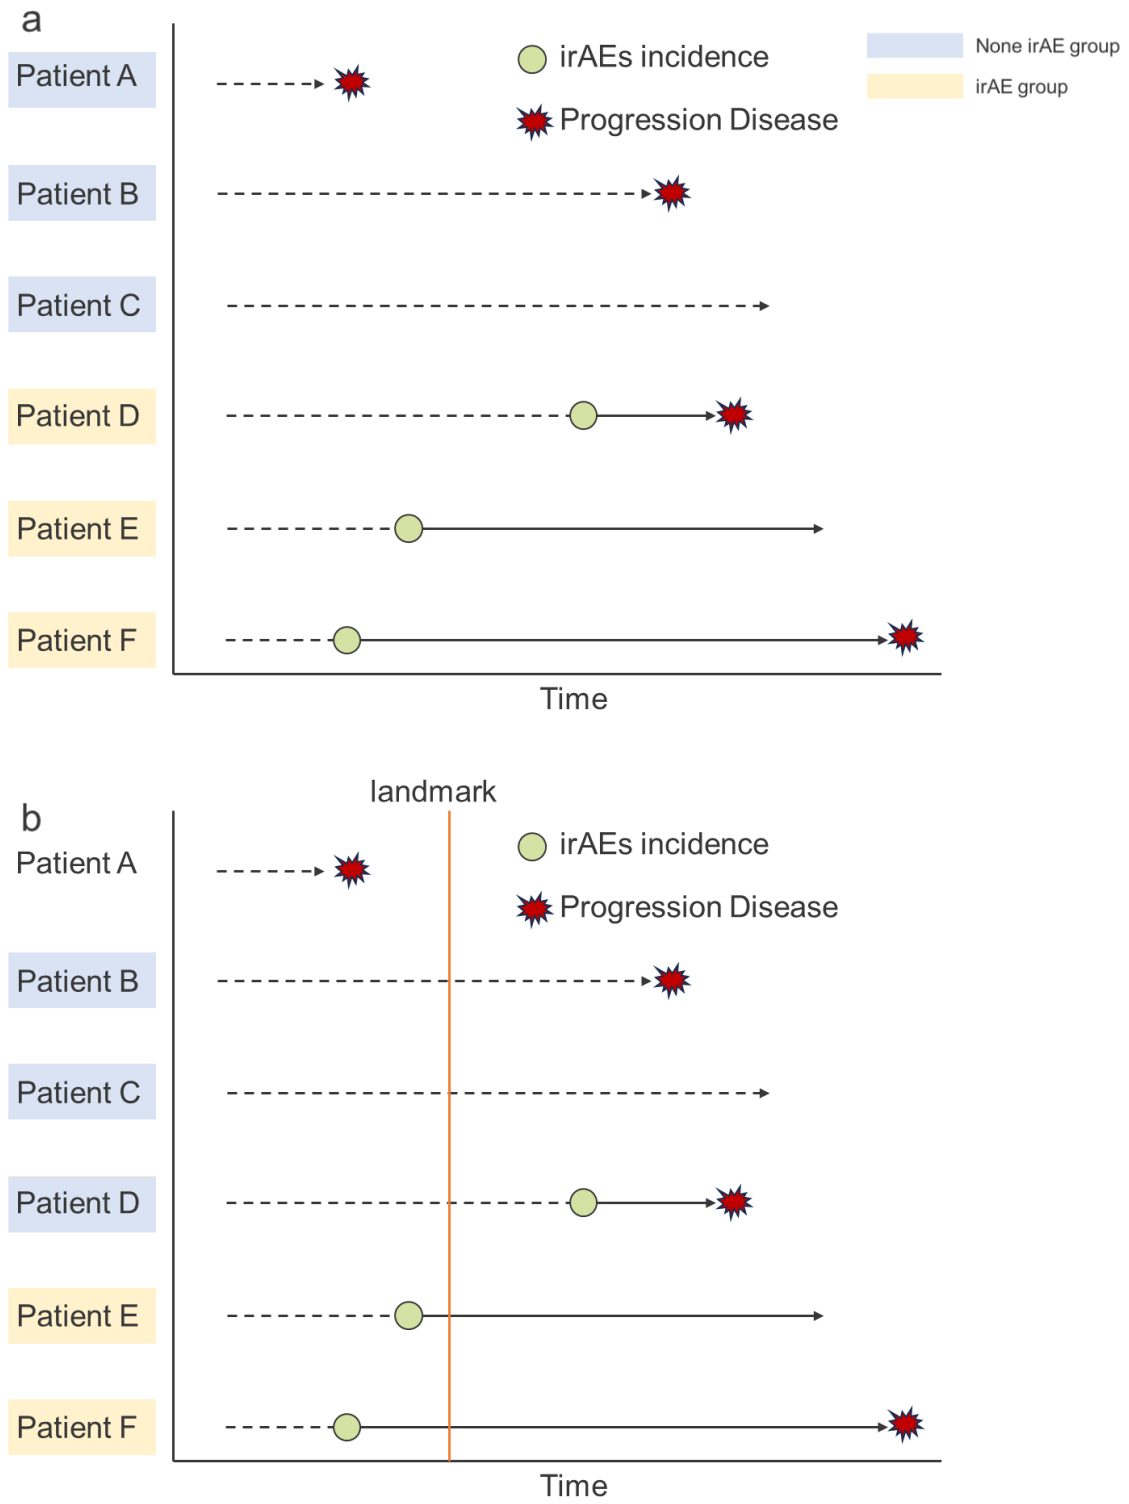 a
Patient A
irAEs incidence
None irAE group
Progression Disease
irAE group
Patient B
Patient C
Patient D
Patient E
Patient F
Time
landmark
b
Patient A
irAEs incidence
Progression Disease
Patient B
Patient C
Patient D
Patient E
Patient F
Time